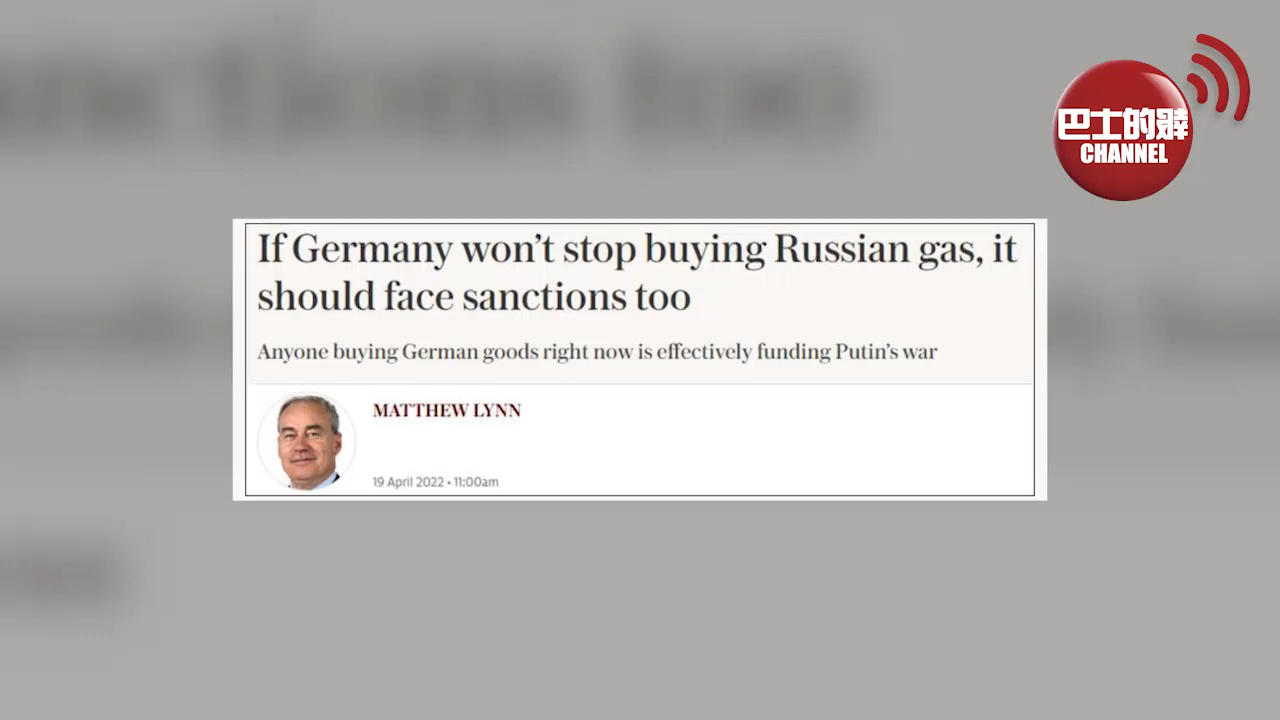 巴士的報
CHANNEL
If Germany won't stop buying Russian gas, it
should face sanctions too
Anyone buying German goods right now is effectively funding Putin's war
MATTHEW LYNN
19 April 2022 • 11:00am